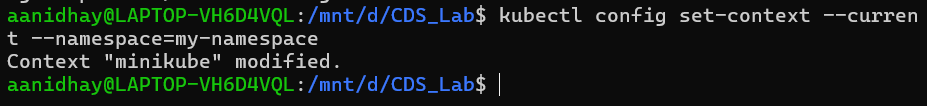 aanidhay@LAPTOP-VH6D4VQL:/mnt/d/CDS_Lab$ kubectl config set-context --curren
t --namespace=my-namespace
Context "minikube" modified.
aanidhay@LAPTOP-VH6D4VQL:/mnt/d/CDS_Lab$